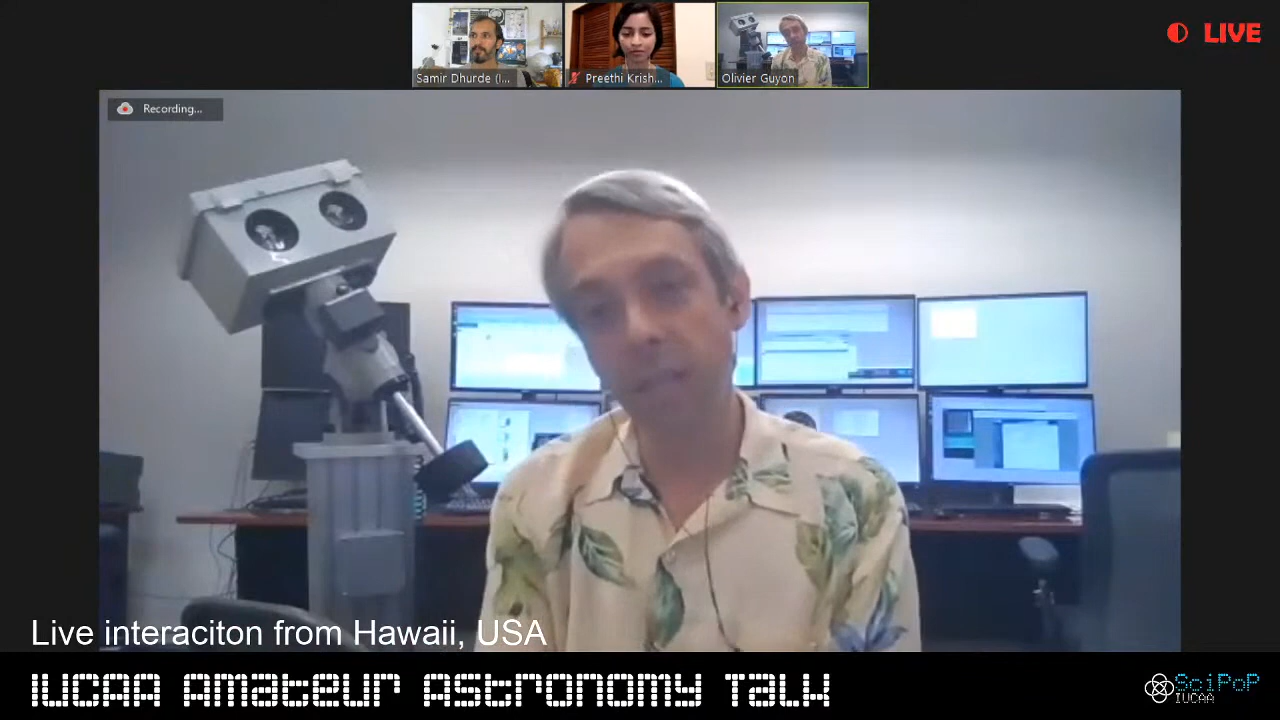 LIVE
Samir Dhurde (I...
Preethi Krish...
Olivier Guyon
Recording...
Live interaciton from Hawaii, USA
IUCAA Amateur Astronomy Talk
SciPoP
IUCAA